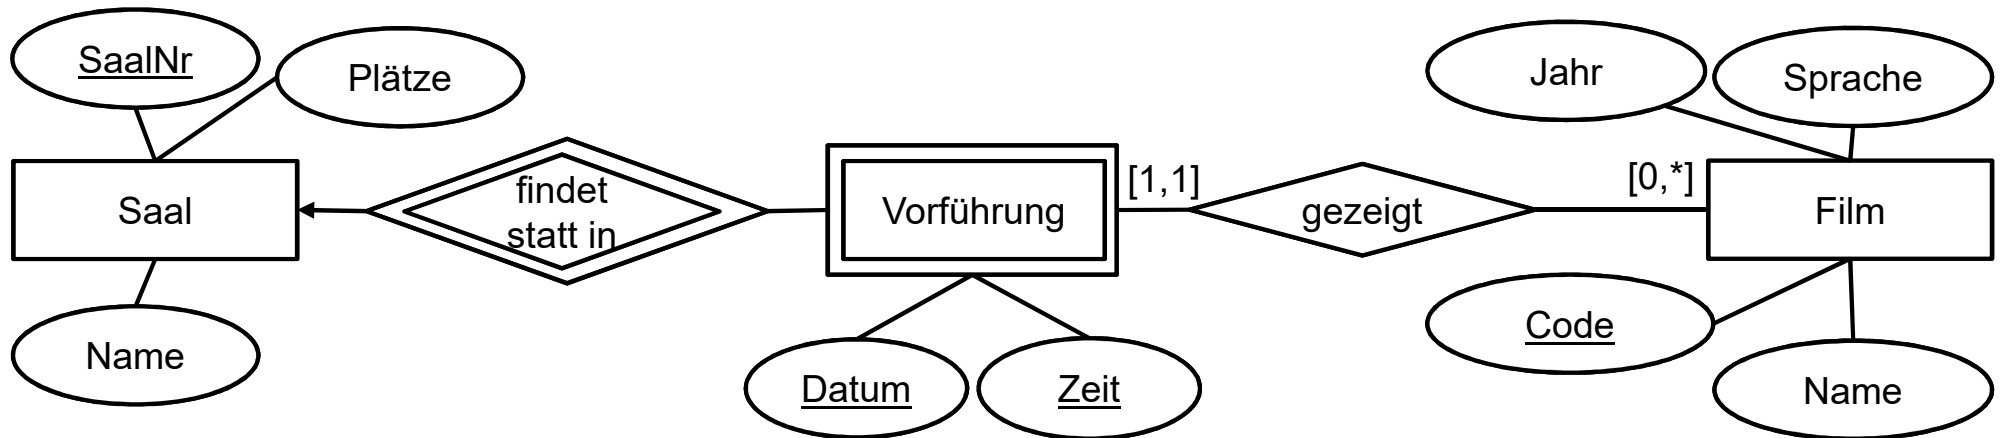 SaalNr
Plätze
Jahr
Sprache
Saal
findet
statt in
Vorführung
[1,1]
gezeigt
[0,*]
Film
Name
Datum
Zeit
Code
Name